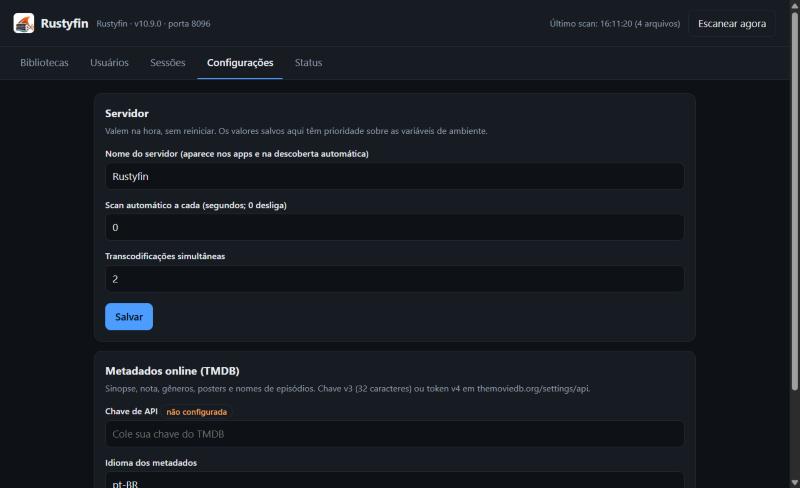 Rustyfin
Rustyfin · v10.9.0 · porta 8096
Último scan: 16:11:20 (4 arquivos)
Escanear agora
Bibliotecas
Usuários
Sessões
Configurações
Status
Servidor
Valem na hora, sem reiniciar. Os valores salvos aqui têm prioridade sobre as variáveis de ambiente.
Nome do servidor (aparece nos apps e na descoberta automática)
Rustyfin
Scan automático a cada (segundos; 0 desliga)
0
Transcodificações simultâneas
2
Salvar
Metadados online (TMDB)
Sinopse, nota, gêneros, posters e nomes de episódios. Chave v3 (32 caracteres) ou token v4 em themoviedb.org/settings/api.
Chave de API não configurada
Cole sua chave do TMDB
Idioma dos metadados
pt-BR